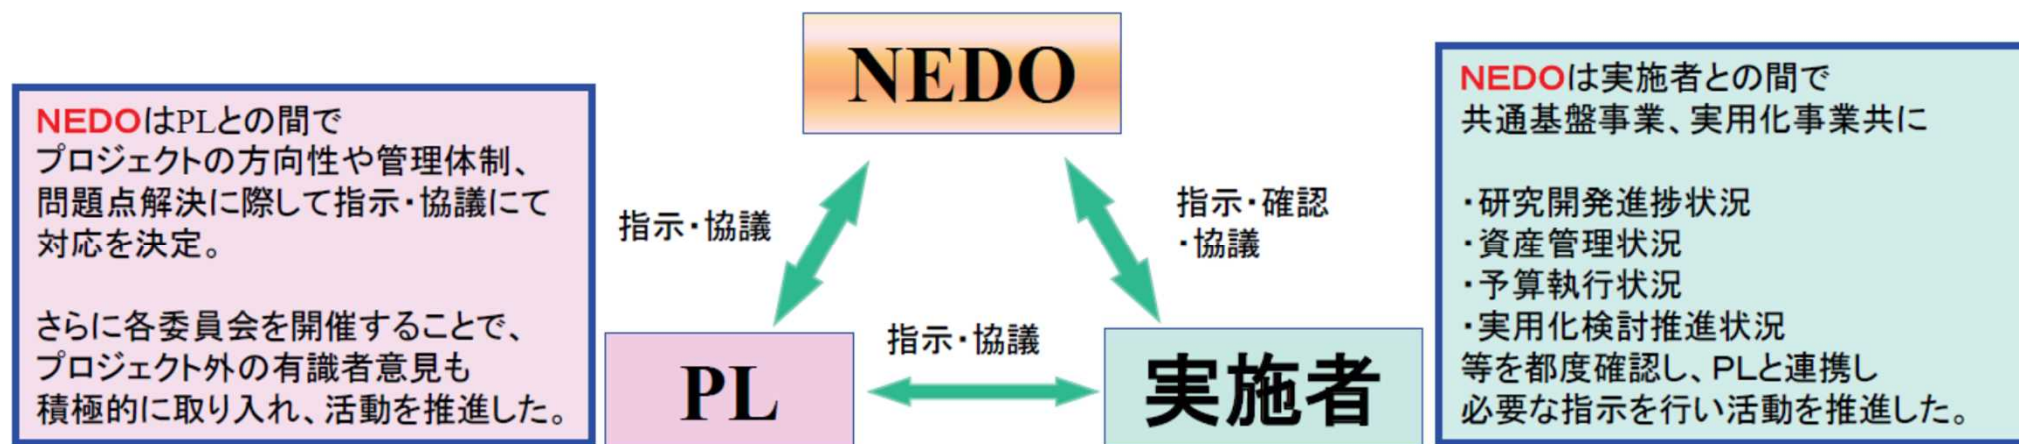 NEDO
NEDOはPLとの間で
プロジェクトの方向性や管理体制、
問題点解決に際して指示・協議にて
対応を決定。
さらに各委員会を開催することで、
プロジェクト外の有識者意見も
積極的に取り入れ、活動を推進した。
指示・協議
指示・確認
・協議
PL
指示・協議
実施者
NEDOは実施者との間で
共通基盤事業、実用化事業共に
・研究開発進捗状況
・資産管理状況
・予算執行状況
・実用化検討推進状況
等を都度確認し、PLと連携し
必要な指示を行い活動を推進した。